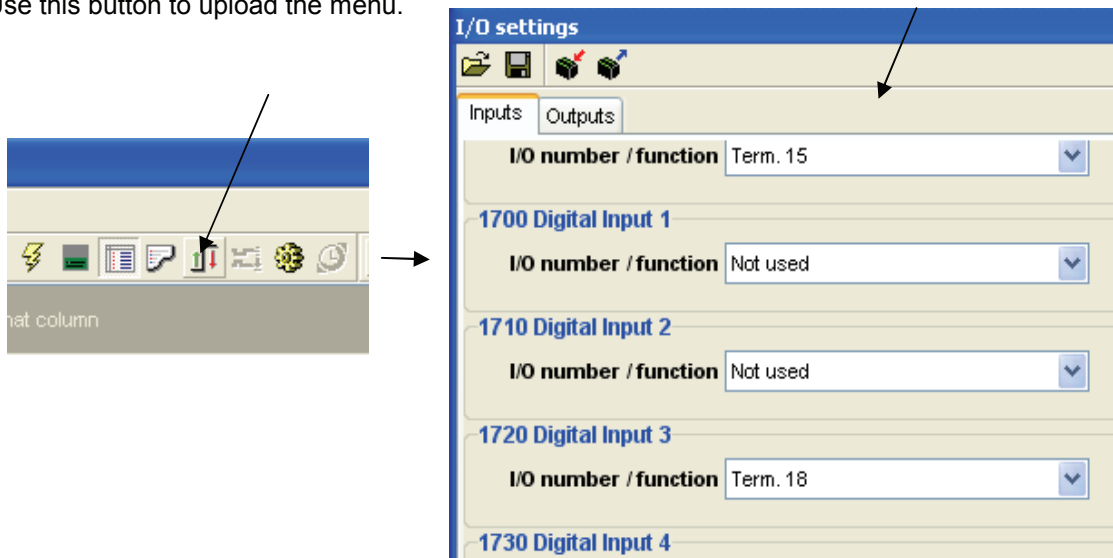 Use this button to upload the menu.
I/O settings
Inputs Outputs
I/O number / function Term. 15
1700 Digital Input 1
I/O number / function Not used
1710 Digital Input 2
I/O number / function Not used
1720 Digital Input 3
I/O number / function Term. 18
1730 Digital Input 4
column